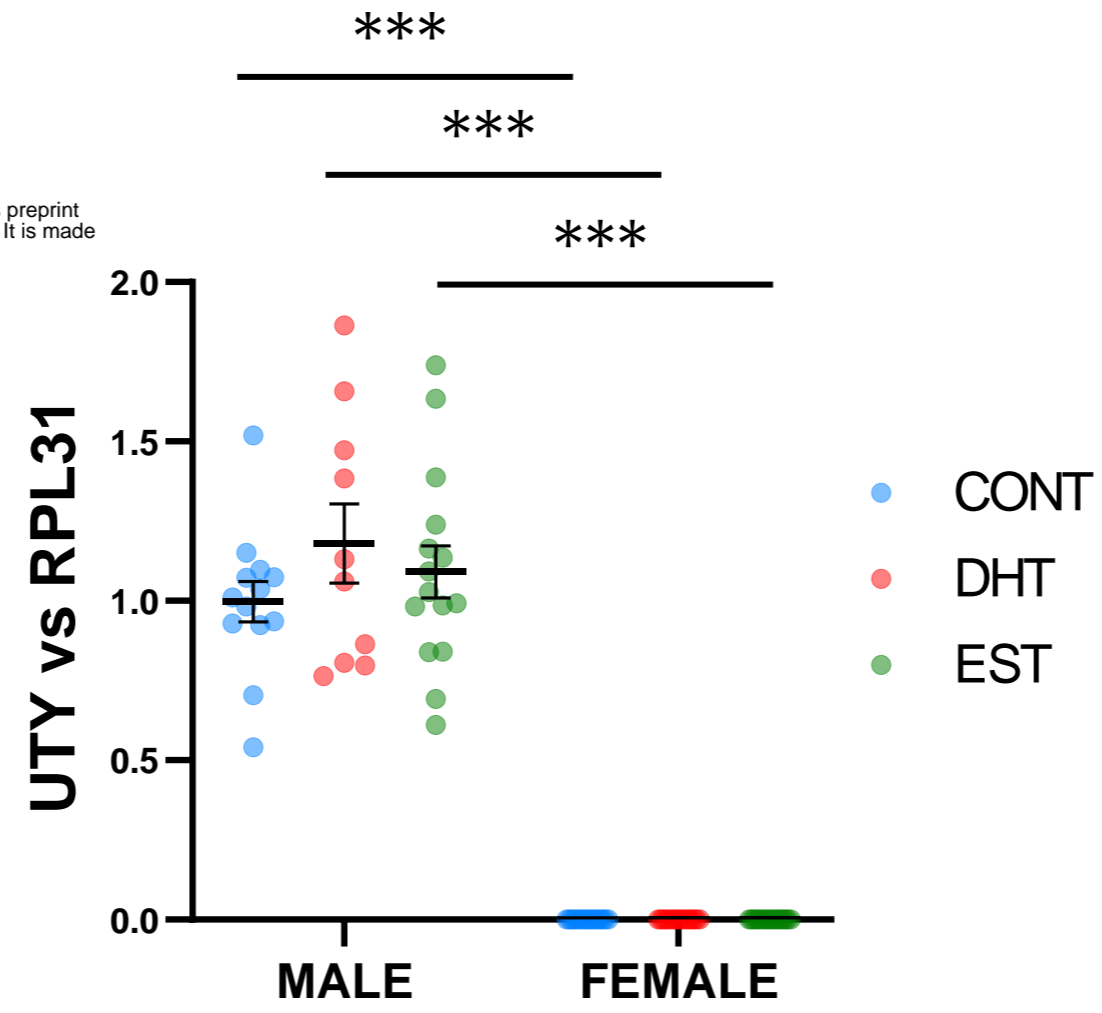 ***
***
preprint
It is made
***
2.0
1.5
1.0
0.5
0.0
UTY vs RPL31
MALE
FEMALE
CONT
DHT
EST